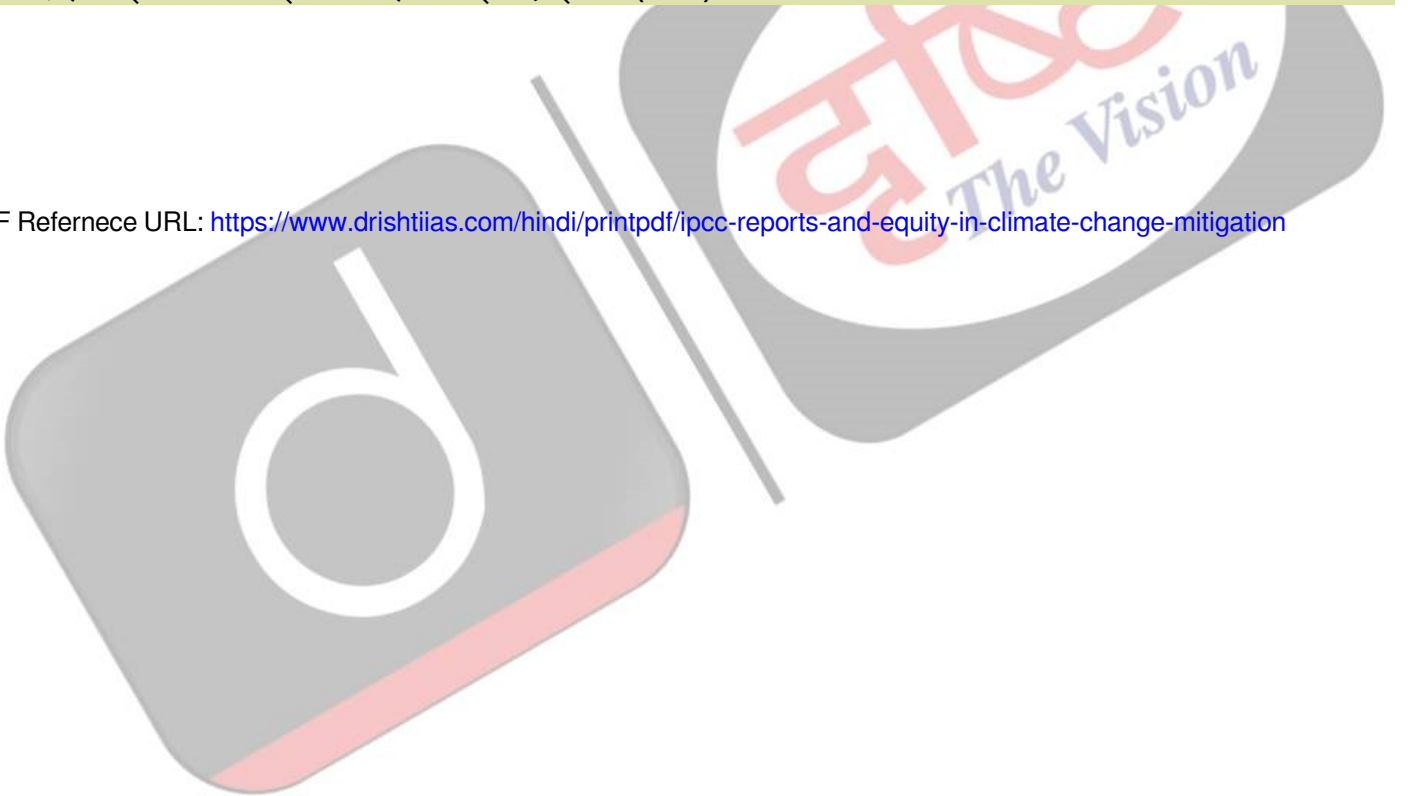 दृष्टि
The Vision
F Refernece URL: https://www.drishtiias.com/hindi/printpdf/ipcc-reports-and-equity-in-climate-change-mitigation
d